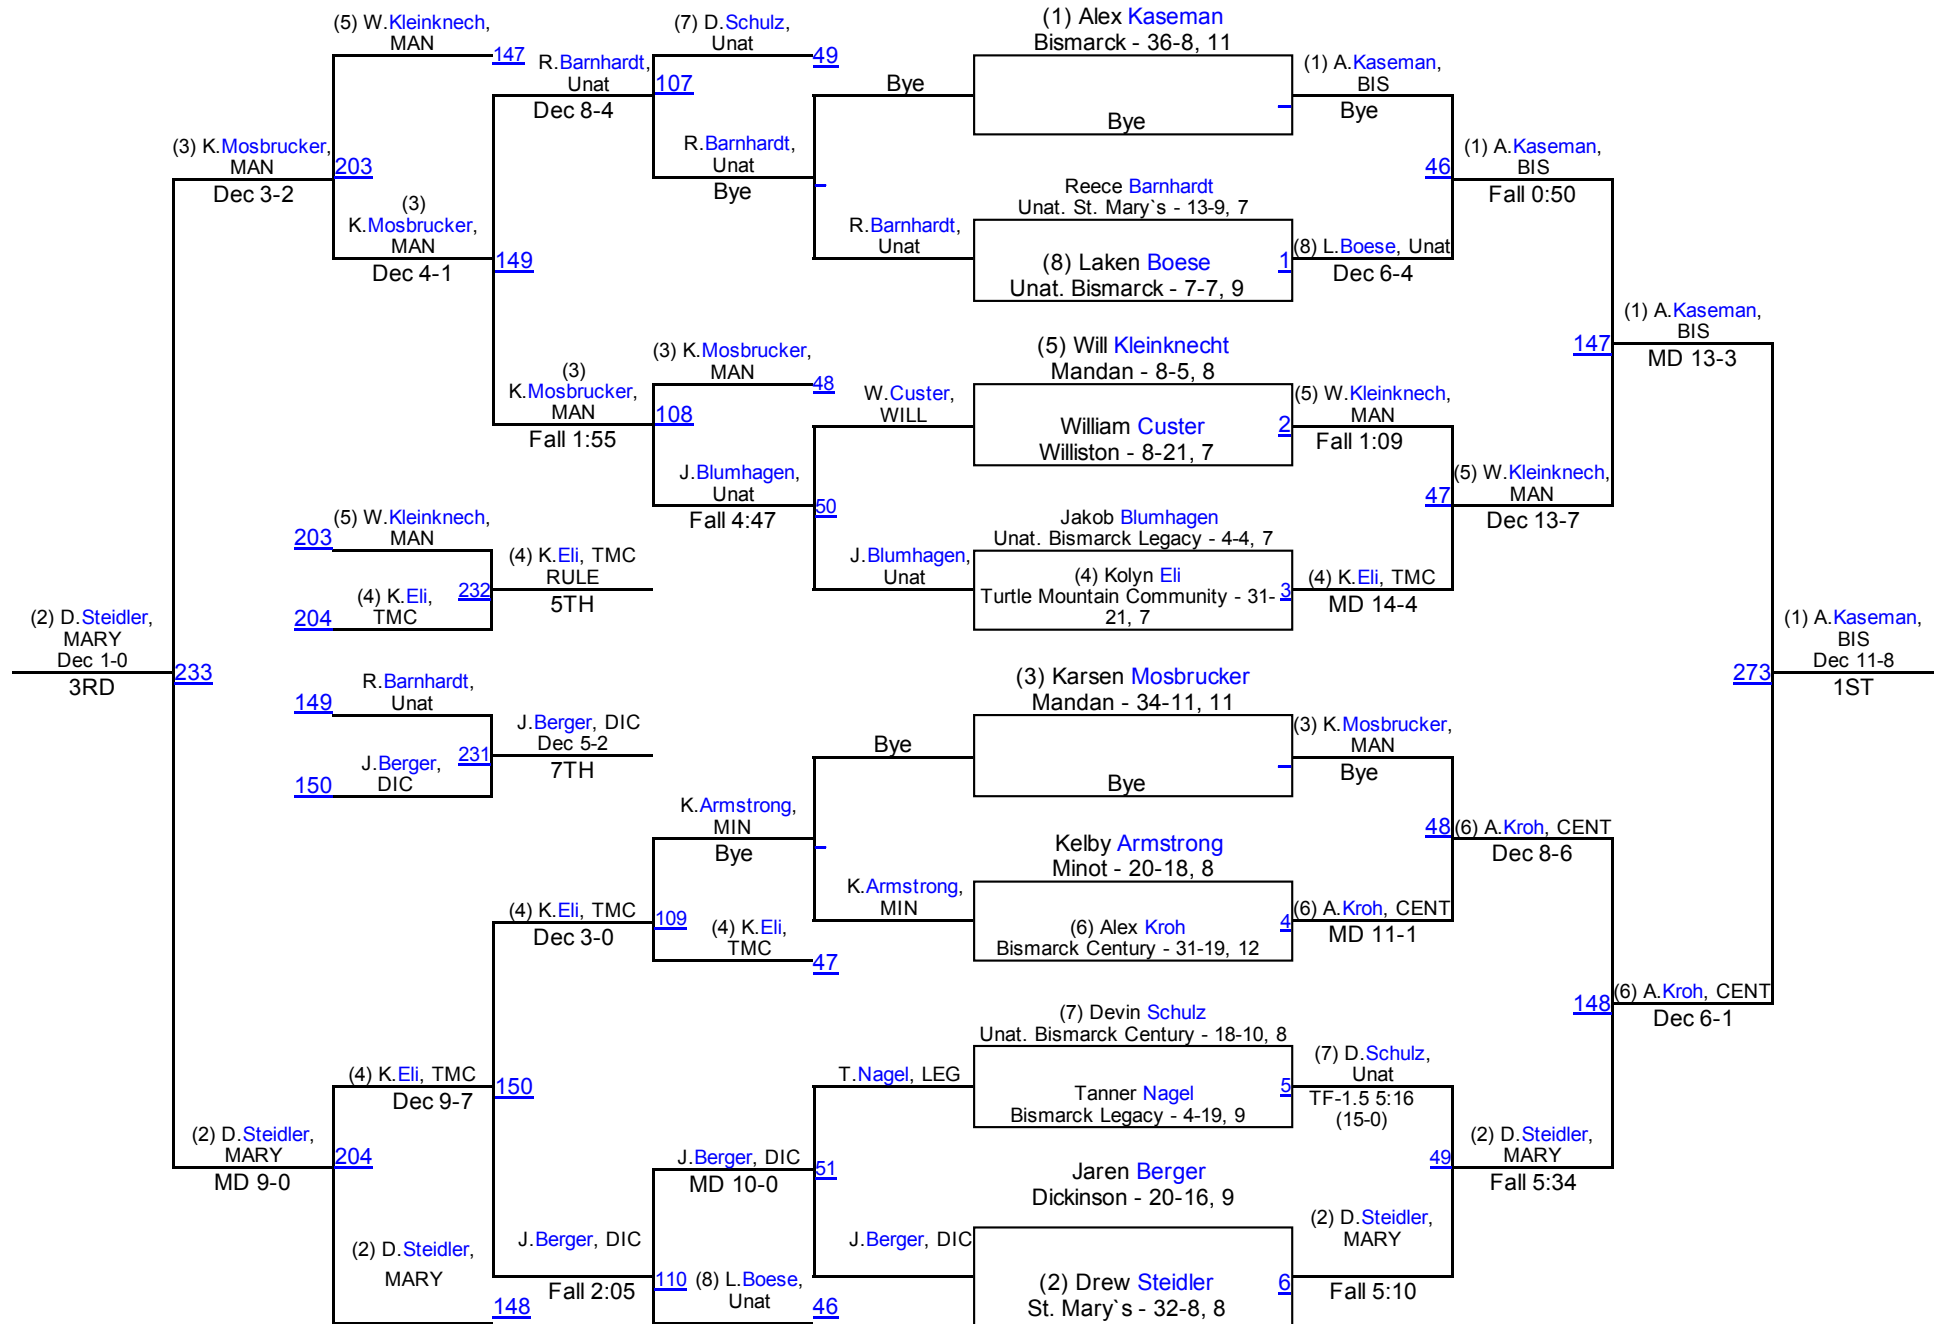 (5) W.Kleinknech,
MAN
147
(3) K.Mosbrucker,
MAN
Dec 3-2
203
(3)
K.Mosbrucker,
MAN
Dec 4-1
149
R.Barnhardt,
Unat
Dec 8-4
107
(7) D.Schulz,
Unat
49
R.Barnhardt,
Unat
Bye
Bye
R.Barnhardt,
Unat
(3)
K.Mosbrucker,
MAN
Fall 1:55
108
(3) K.Mosbrucker,
MAN
48
J.Blumhagen,
Unat
Fall 4:47
50
W.Custer,
WILL
J.Blumhagen,
Unat
(5) W.Kleinknech,
MAN
203
(4) K.Eli,
TMC
204
232
(4) K.Eli, TMC
RULE
5TH
(2) D.Steidler,
MARY
Dec 1-0
3RD
233
R.Barnhardt,
Unat
149
J.Berger,
DIC
150
231
J.Berger, DIC
Dec 5-2
7TH
K.Armstrong,
MIN
Bye
Bye
K.Armstrong,
MIN
(4) K.Eli, TMC
Dec 3-0
109
(4) K.Eli,
TMC
47
(4) K.Eli, TMC
Dec 9-7
150
(2) D.Steidler,
MARY
MD 9-0
204
(2) D.Steidler,
MARY
148
J.Berger, DIC
Fall 2:05
110
J.Berger, DIC
MD 10-0
51
(8) L.Boese,
Unat
46
T.Nagel, LEG
J.Berger, DIC
(1) Alex Kaseman
Bismarck - 36-8, 11
Bye
Reece Barnhardt
Unat. St. Mary`s - 13-9, 7
(8) Laken Boese
Unat. Bismarck - 7-7, 9
1
(5) Will Kleinknecht
Mandan - 8-5, 8
William Custer
Williston - 8-21, 7
2
Jakob Blumhagen
Unat. Bismarck Legacy - 4-4, 7
(4) Kolyn Eli
Turtle Mountain Community - 31-
21, 7
3
(3) Karsen Mosbrucker
Mandan - 34-11, 11
Bye
Kelby Armstrong
Minot - 20-18, 8
(6) Alex Kroh
Bismarck Century - 31-19, 12
4
(7) Devin Schulz
Unat. Bismarck Century - 18-10, 8
Tanner Nagel
Bismarck Legacy - 4-19, 9
5
Jaren Berger
Dickinson - 20-16, 9
(2) Drew Steidler
St. Mary`s - 32-8, 8
6
(1) A.Kaseman,
BIS
Bye
46
(8) L.Boese, Unat
Dec 6-4
(1) A.Kaseman,
BIS
Fall 0:50
(5) W.Kleinknech,
MAN
Fall 1:09
47
(4) K.Eli, TMC
MD 14-4
(5) W.Kleinknech,
MAN
Dec 13-7
147
(1) A.Kaseman,
BIS
MD 13-3
(3) K.Mosbrucker,
MAN
Bye
48
(6) A.Kroh, CENT
MD 11-1
(6) A.Kroh, CENT
Dec 8-6
(7) D.Schulz,
Unat
TF-1.5 5:16
(15-0)
49
(2) D.Steidler,
MARY
Fall 5:10
(2) D.Steidler,
MARY
Fall 5:34
148
(6) A.Kroh, CENT
Dec 6-1
273
(1) A.Kaseman,
BIS
Dec 11-8
1ST